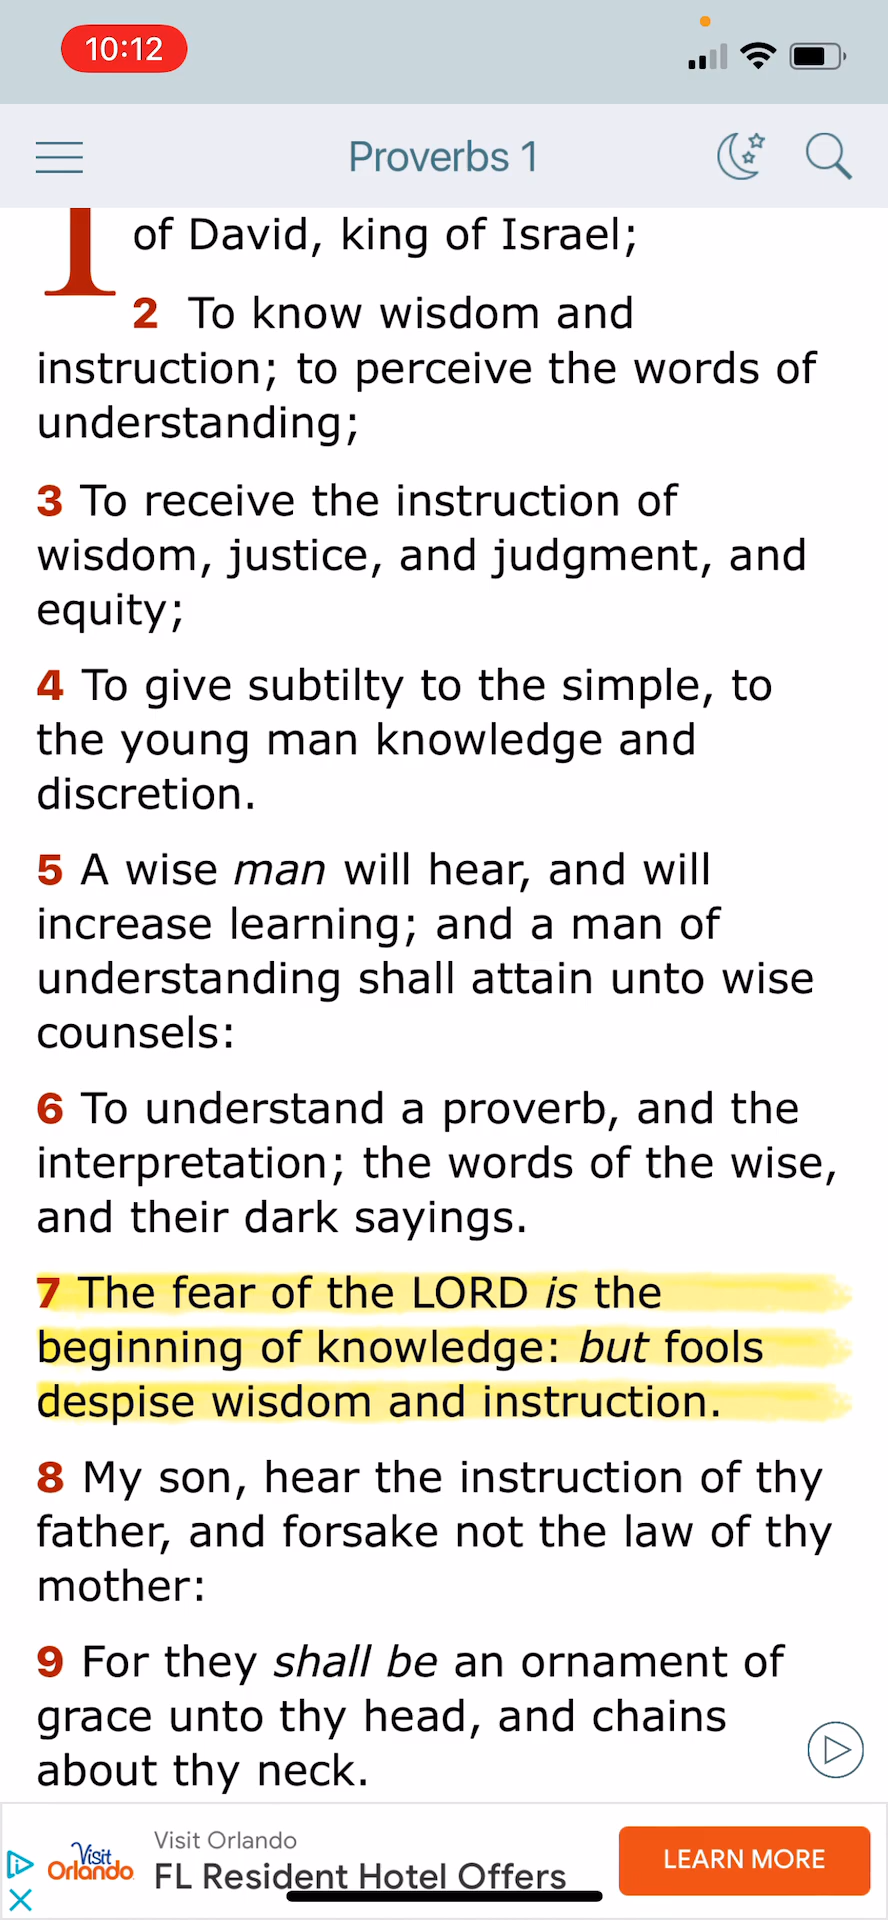 10:12
Proverbs 1
of David, king of Israel;
2 To know wisdom and
instruction; to perceive the words of
understanding;
3 To receive the instruction of
wisdom, justice, and judgment, and
equity;
4 To give subtilty to the simple, to
the young man knowledge and
discretion.
5 A wise man will hear, and will
increase learning; and a man of
understanding shall attain unto wise
counsels:
6 To understand a proverb, and the
interpretation; the words of the wise,
and their dark sayings.
7 The fear of the LORD is the
beginning of knowledge: but fools
despise wisdom and instruction.
8 My son, hear the instruction of thy
father, and forsake not the law of thy
mother:
9 For they shall be an ornament of
grace unto thy head, and chains
about thy neck.
Visit
Orlando
Visit Orlando
FL Resident Hotel Offers
LEARN MORE